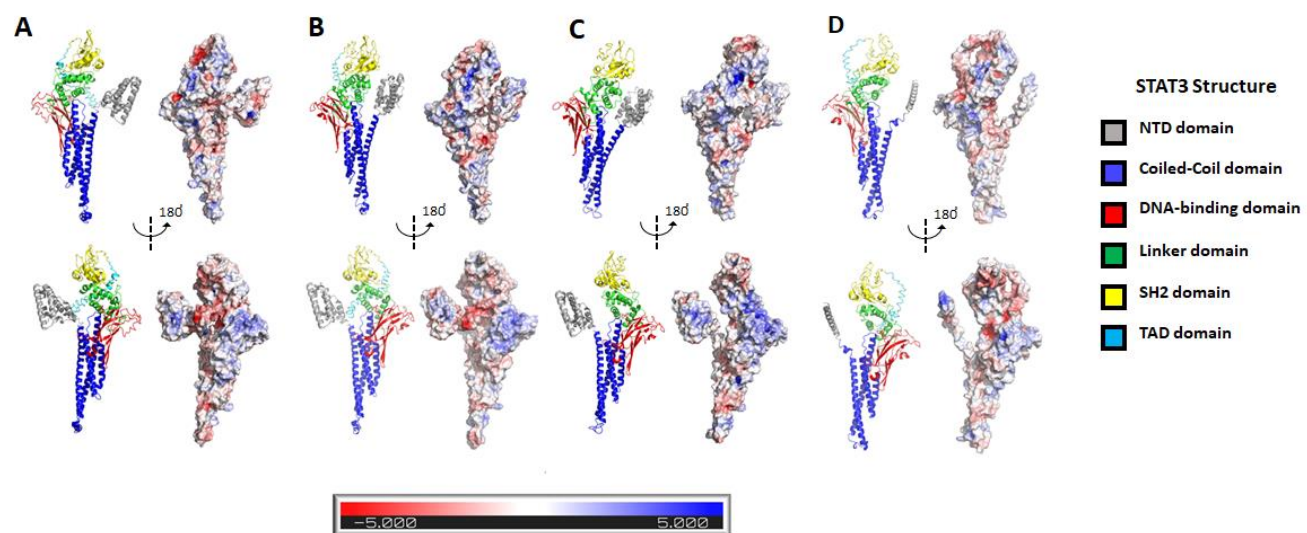 A
B
C
D
180°
180°
180°
180°
STAT3 Structure
NTD domain
Coiled-Coil domain
DNA-binding domain
Linker domain
SH2 domain
TAD domain
-5.000 5.000